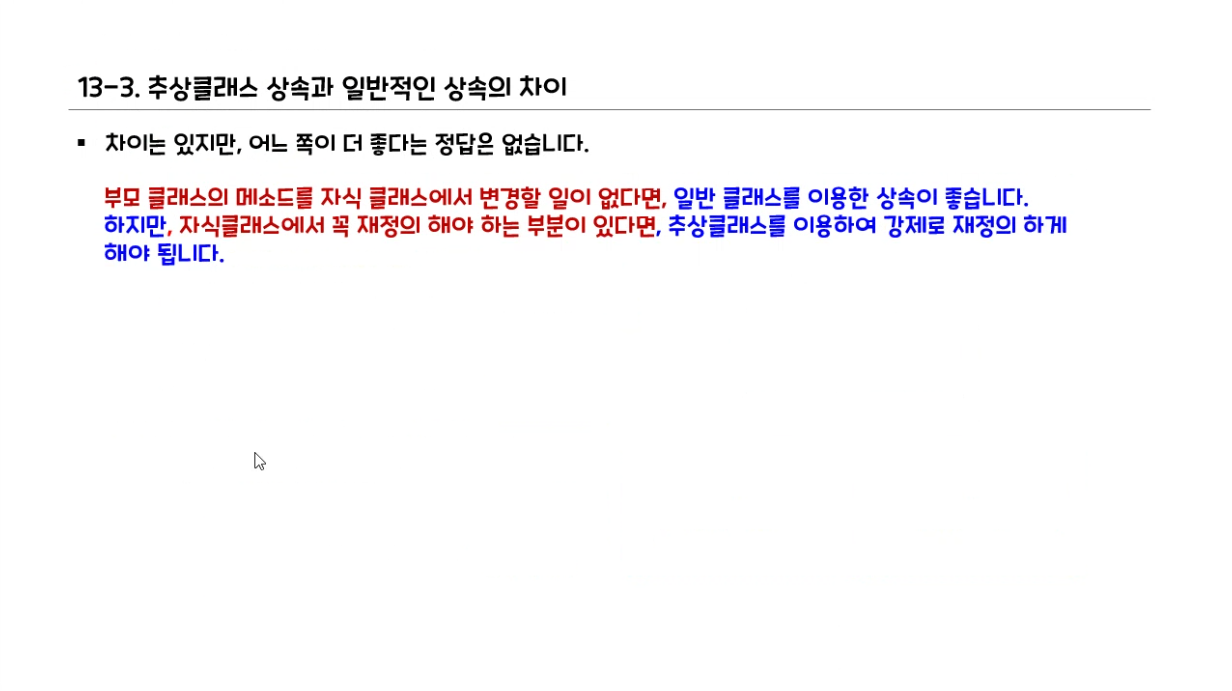 13-3. 추상클래스 상속과 일반적인 상속의 차이
▪ 차이는 있지만, 어느 쪽이 더 좋다는 정답은 없습니다.
부모 클래스의 메소드를 자식 클래스에서 변경할 일이 없다면, 일반 클래스를 이용한 상속이 좋습니다.
하지만, 자식클래스에서 꼭 재정의 해야 하는 부분이 있다면, 추상클래스를 이용하여 강제로 재정의 하게
해야 됩니다.